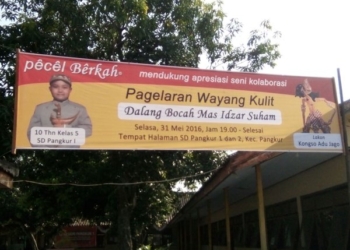 pecel Bêrkah
mendukung apresiasi seni kolaborasi
Pagelaran Wayang Kulit
Dalang Bocah Mas Idzar Suham
Selasa, 31 Mei 2016, Jam 19.00 - Selesai
Tempat Halaman SD Pangkur 1 dan 2, Kec. Pangkur
10 Thn Kelas 5
SD Pangkur I
Lakon
Kongso Adu Jago